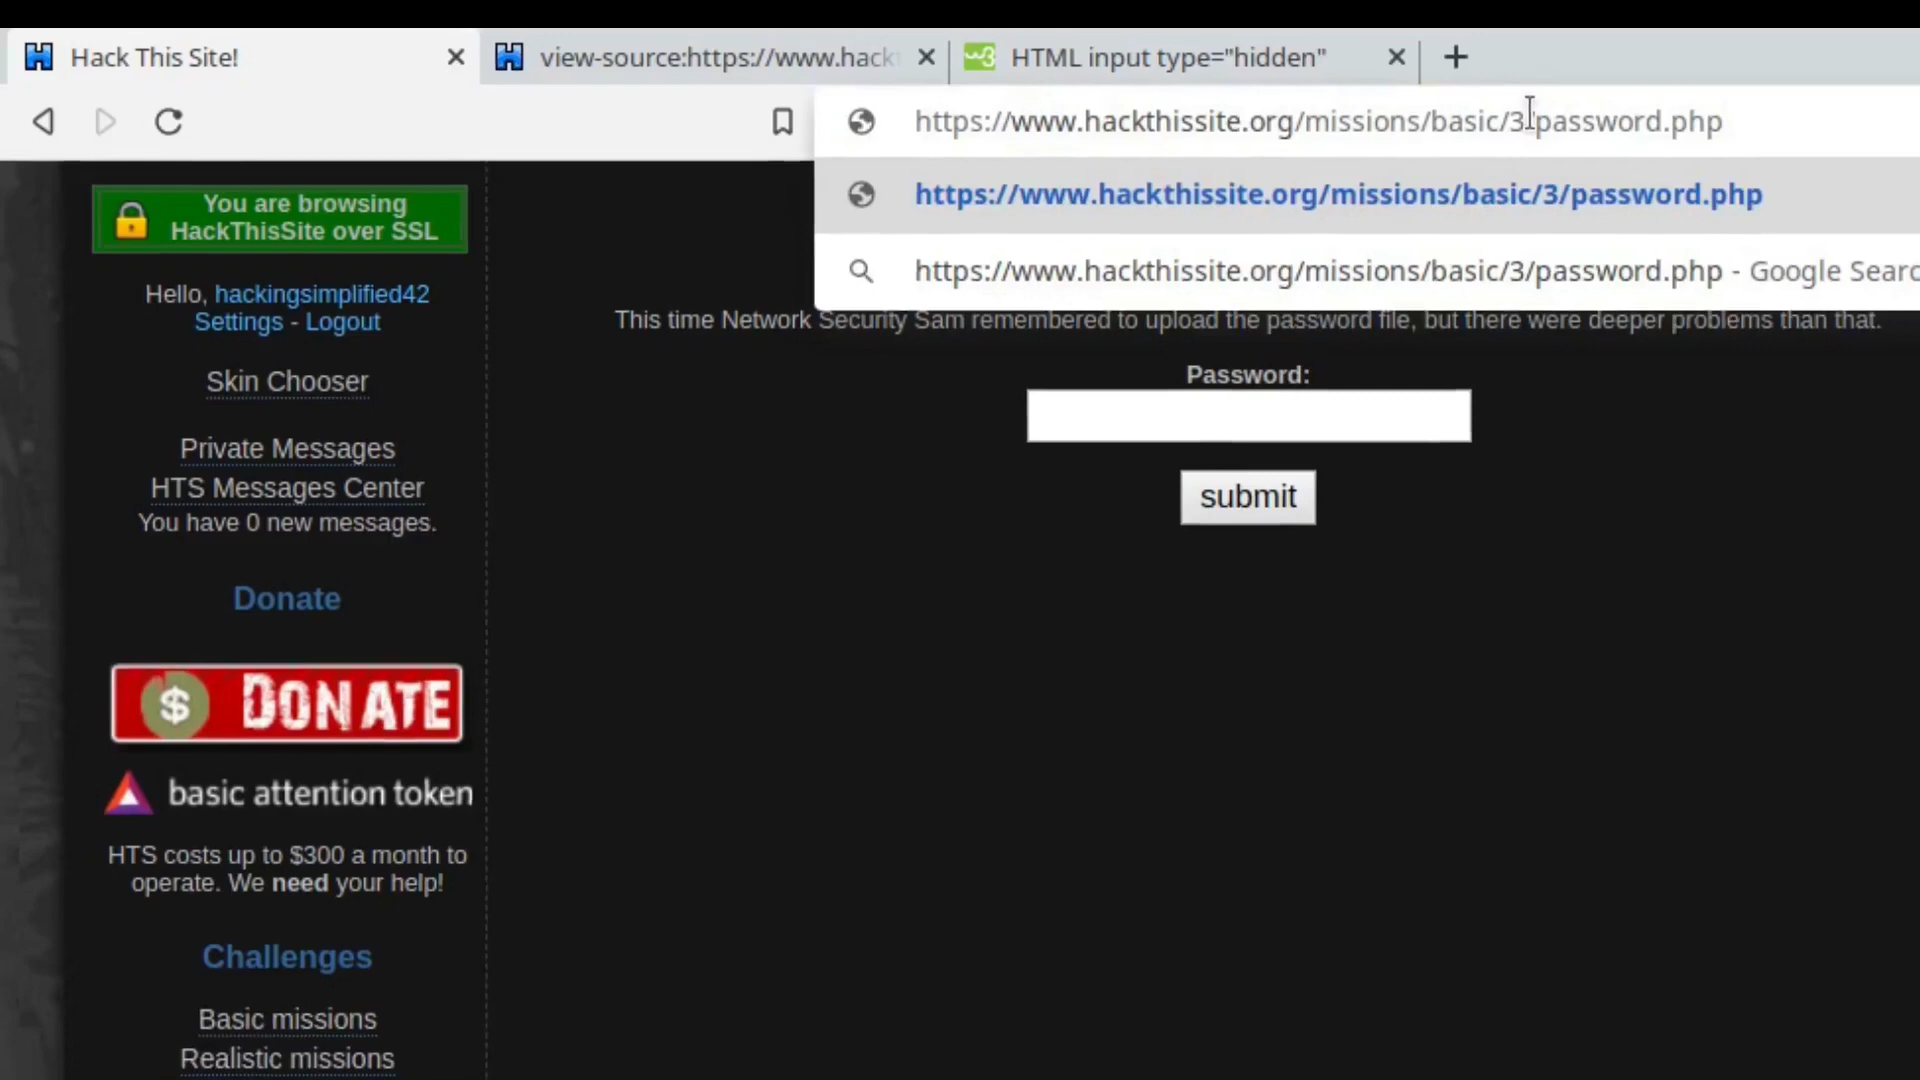 Hack This Site!
view-source:https://www.hack
HTML input type="hidden"
https://www.hackthissite.org/missions/basic/3/password.php
https://www.hackthissite.org/missions/basic/3/password.php
https://www.hackthissite.org/missions/basic/3/password.php - Google Searc
You are browsing
HackThisSite over SSL
Hello, hackingsimplified42
Settings - Logout
This time Network Security Sam remembered to upload the password file, but there were deeper problems than that.
Password:
Skin Chooser
submit
Private Messages
HTS Messages Center
You have 0 new messages.
Donate
$ DONATE
basic attention token
HTS costs up to $300 a month to
operate. We need your help!
Challenges
Basic missions
Realistic missions